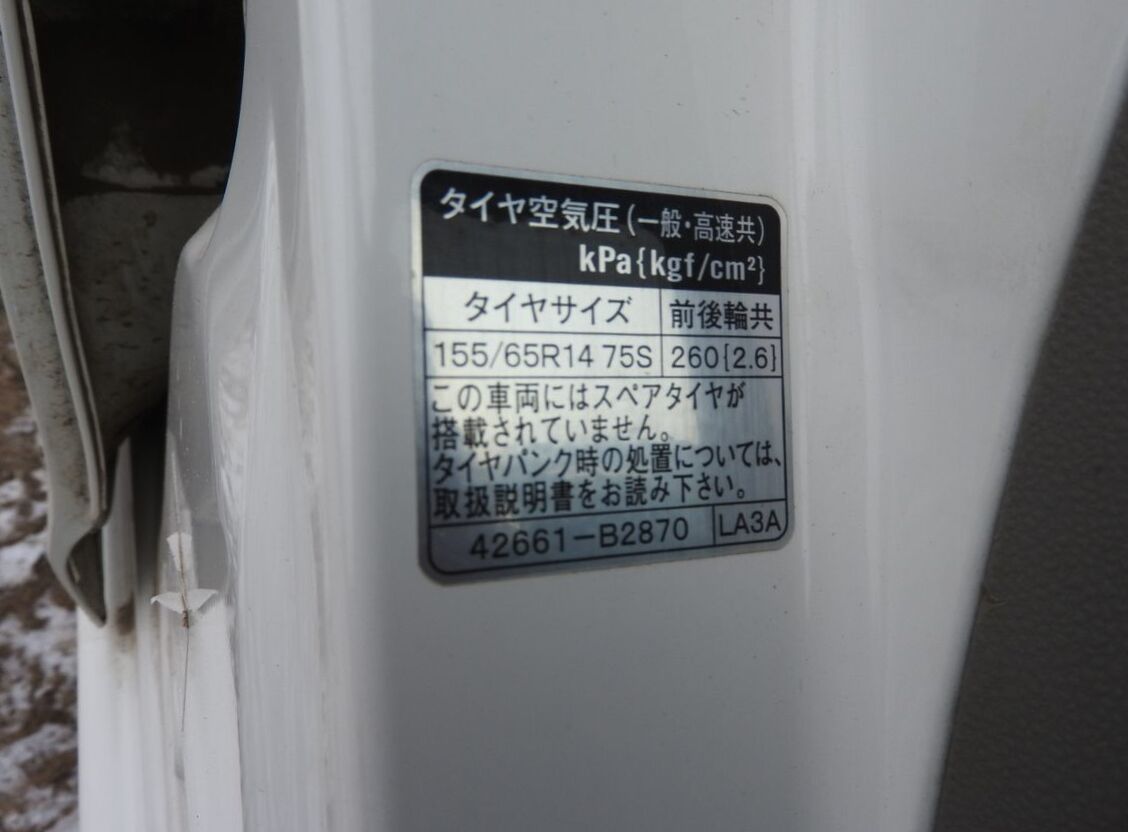 タイヤ空気圧(一般・高速共)
kPa{kgf/cm²}
タイヤサイズ 前後輪共
155/65R14 75S 260{2.6}
この車両にはスペアタイヤが
搭載されていません。
タイヤパンク時の処置については、
取扱説明書をお読み下さい。
42661-B2870 LA3A